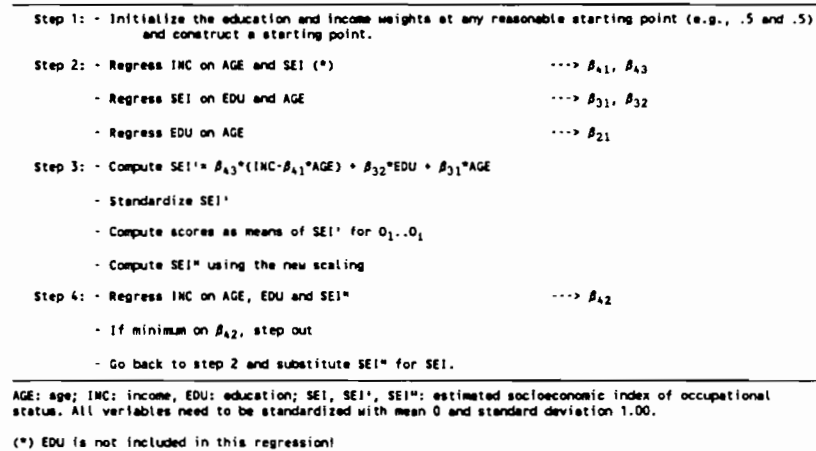 Step 1: - Initialize the education and income weights at any reasonable starting point (e.g., .5 and .5)
and construct a starting point.
Step 2: - Regress INC on AGE and SEI (*) ---> β41, β43
- Regress SEI on EDU and AGE ---> β31, β32
- Regress EDU on AGE ---> β21
Step 3: - Compute SEI'= β43*(INC-β41*AGE) + β32*EDU + β31*AGE
- Standardize SEI'
- Compute scores as means of SEI' for O1..O1
- Compute SEI" using the new scaling
Step 4: - Regress INC on AGE, EDU and SEI" ---> β42
- If minimum on β42, step out
- Go back to step 2 and substitute SEI" for SEI.
AGE: age; INC: income, EDU: education; SEI, SEI', SEI": estimated socioeconomic index of occupational
status. All variables need to be standardized with mean 0 and standard deviation 1.00.
(*) EDU is not included in this regression!